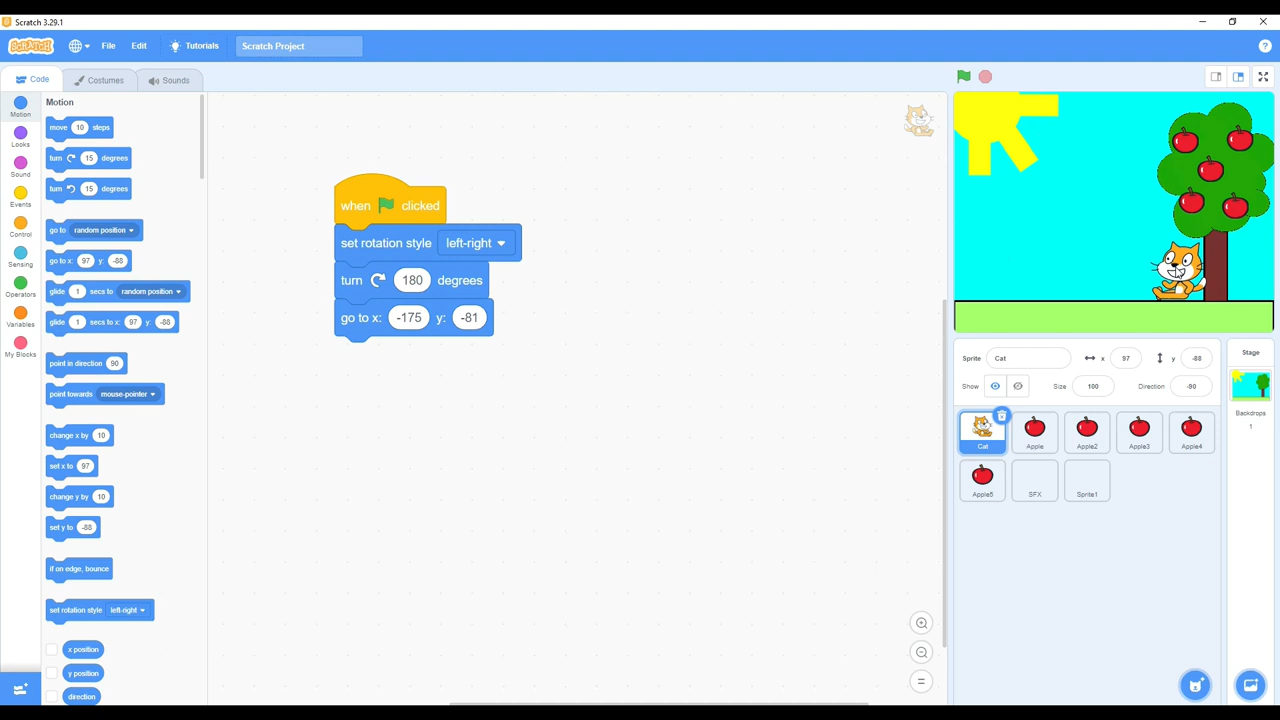 Scratch 3.29.1
SCRATCH
File
Edit
Tutorials
Scratch Project
?
Code
Costumes
Sounds
Motion
Looks
Sound
Events
Control
Sensing
Operators
Variables
My Blocks
Motion
move 10 steps
turn 15 degrees
turn 15 degrees
go to random position
go to x: 97 y: -88
glide 1 secs to random position
glide 1 secs to x: 97 y: -88
point in direction 90
point towards mouse-pointer
change x by 10
set x to 97
change y by 10
set y to -88
if on edge, bounce
set rotation style left-right
x position
y position
direction
when clicked
set rotation style left-right
turn 180 degrees
go to x: -175 y: -81
Sprite Cat x 97 y -88
Show Size 100 Direction -90
Cat
Apple
Apple2
Apple3
Apple4
Apple5
SFX
Sprite1
Stage
Backdrops
1